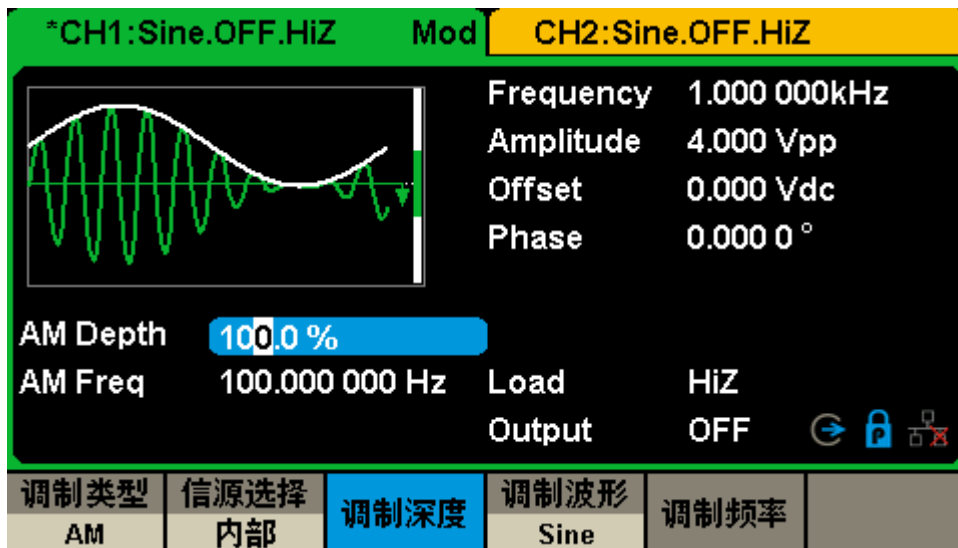 *CH1:Sine.OFF.HiZ Mod CH2:Sine.OFF.HiZ
Frequency 1.000 000kHz
Amplitude 4.000 Vpp
Offset 0.000 Vdc
Phase 0.000 0 °
AM Depth 100.0 %
AM Freq 100.000 000 Hz Load HiZ
Output OFF P
调制类型 信源选择 调制深度 调制波形 调制频率
AM 内部 Sine